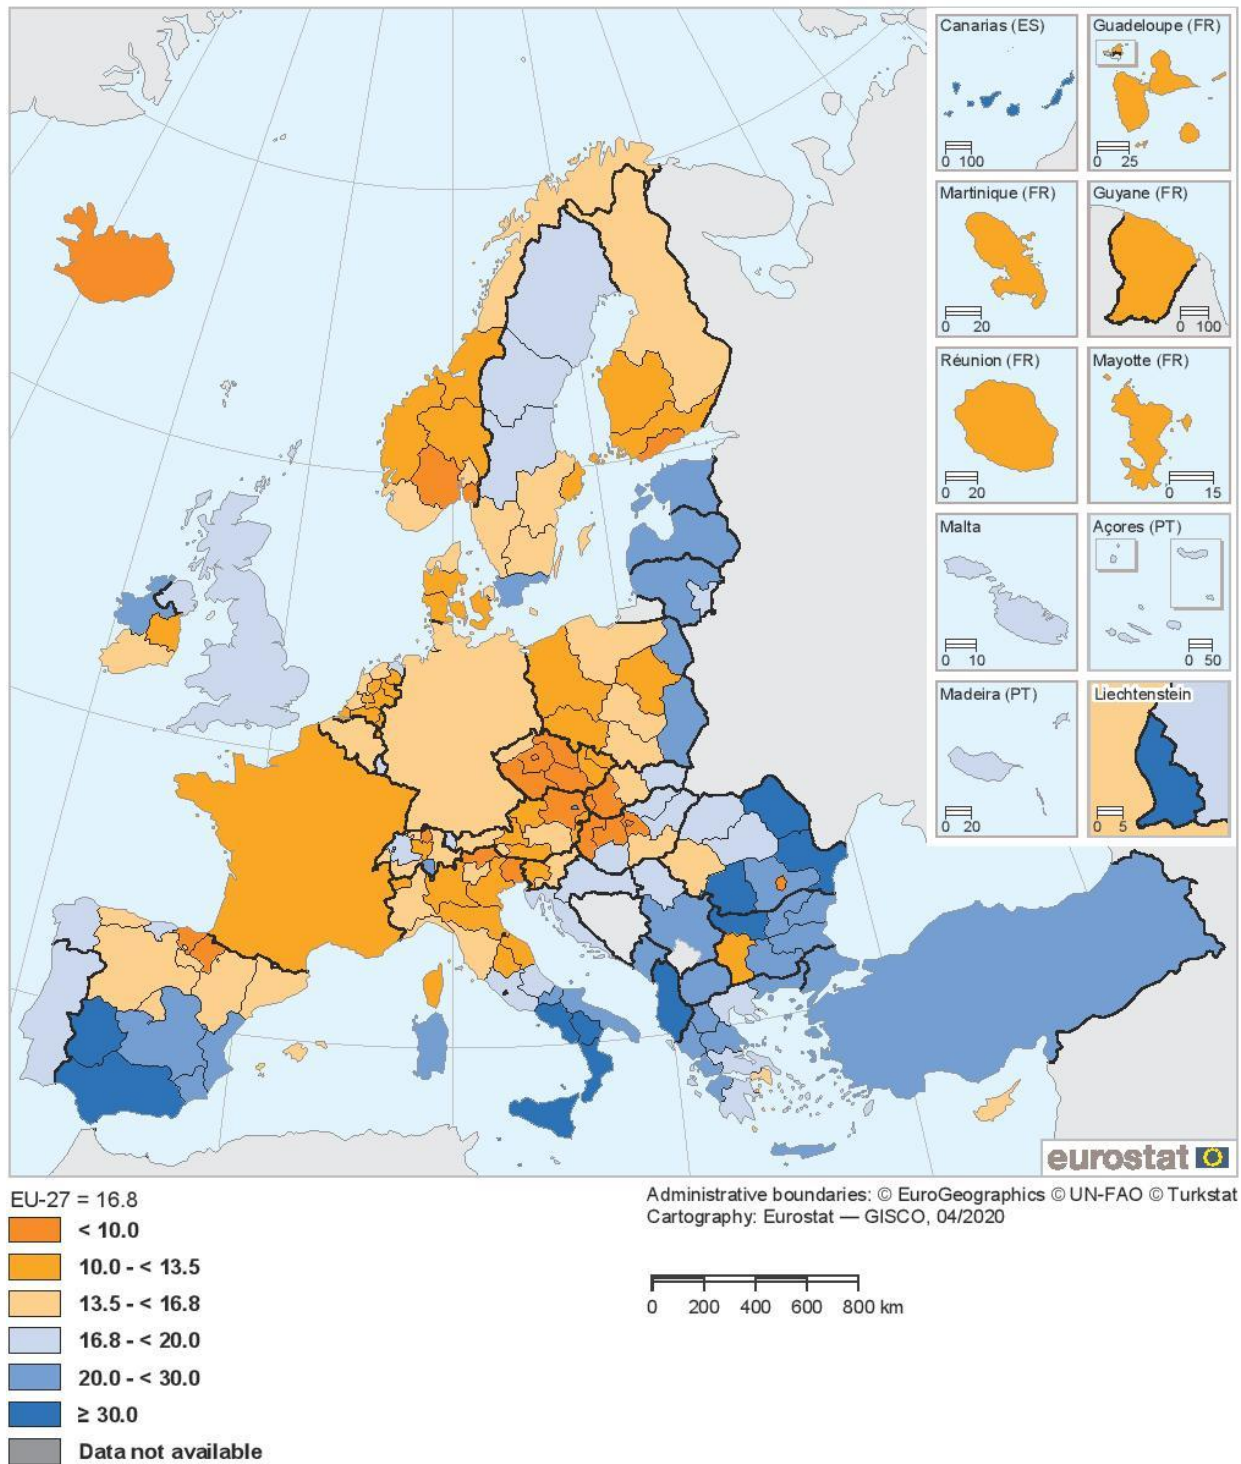 Canarias (ES)
0 100
Guadeloupe (FR)
0 25
Martinique (FR)
0 20
Guyane (FR)
0 100
Réunion (FR)
0 20
Mayotte (FR)
0 15
Malta
0 10
Açores (PT)
0 50
Madeira (PT)
0 20
Liechtenstein
0 5
eurostat
EU-27 = 16.8
< 10.0
10.0 - < 13.5
13.5 - < 16.8
16.8 - < 20.0
20.0 - < 30.0
≥ 30.0
Data not available
Administrative boundaries: © EuroGeographics © UN-FAO © Turkstat
Cartography: Eurostat — GISCO, 04/2020
0 200 400 600 800 km